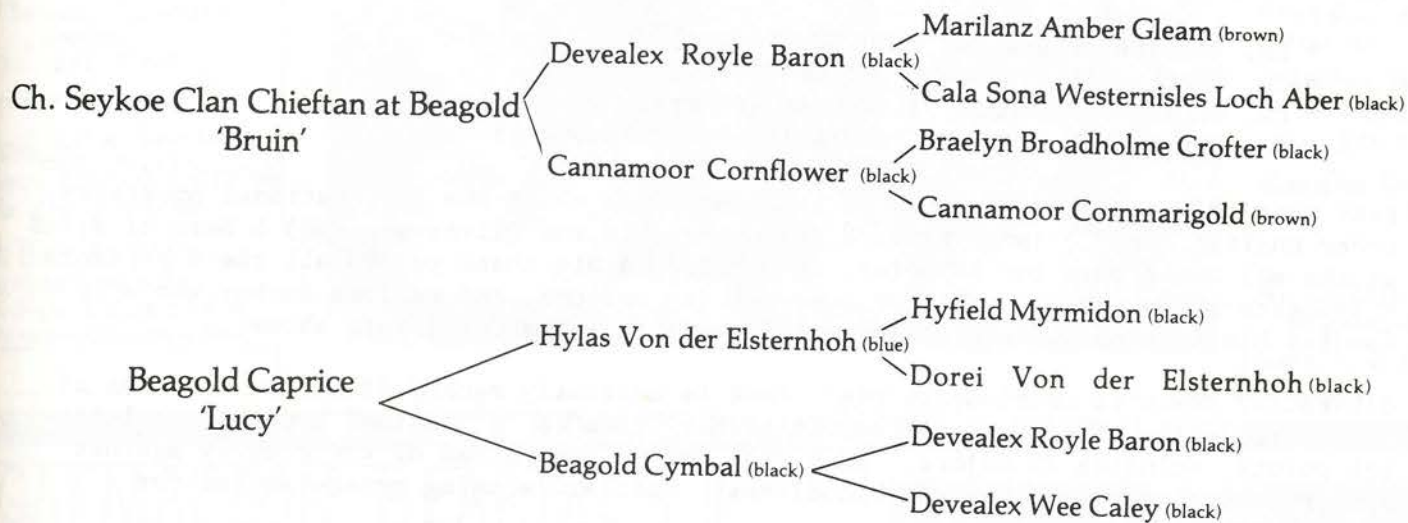 Marilanz Amber Gleam (brown)
Devealex Royle Baron (black)
Cala Sona Westernisles Loch Aber (black)
Ch. Seykoe Clan Chieftan at Beagold
'Bruin'
Braelyn Broadholme Crofter (black)
Cannamoor Cornflower (black)
Cannamoor Cornmarigold (brown)
Hyfield Myrmidon (black)
Hylas Von der Elsternhoh (blue)
Dorei Von der Elsternhoh (black)
Beagold Caprice
'Lucy'
Devealex Royle Baron (black)
Beagold Cymbal (black)
Devealex Wee Caley (black)